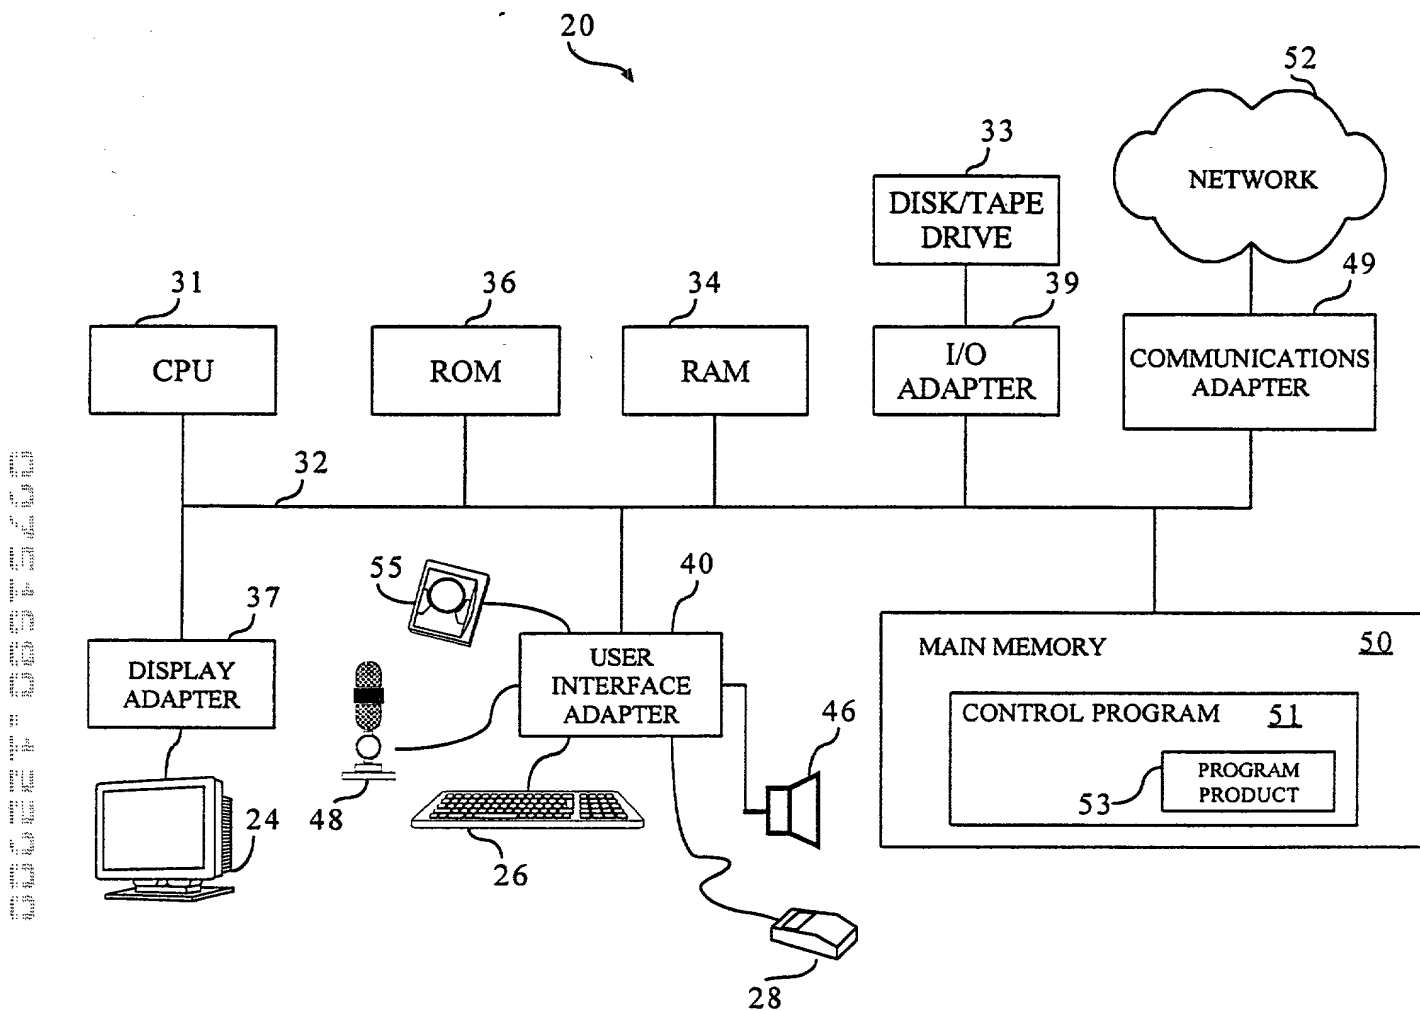 20
52
33
NETWORK
DISK/TAPE
DRIVE
31
36
34
39
49
CPU
ROM
RAM
I/O
ADAPTER
COMMUNICATIONS
ADAPTER
32
55
40
37
DISPLAY
ADAPTER
USER
INTERFACE
ADAPTER
MAIN MEMORY 50
CONTROL PROGRAM 51
46
53
PROGRAM
PRODUCT
24
48
26
28